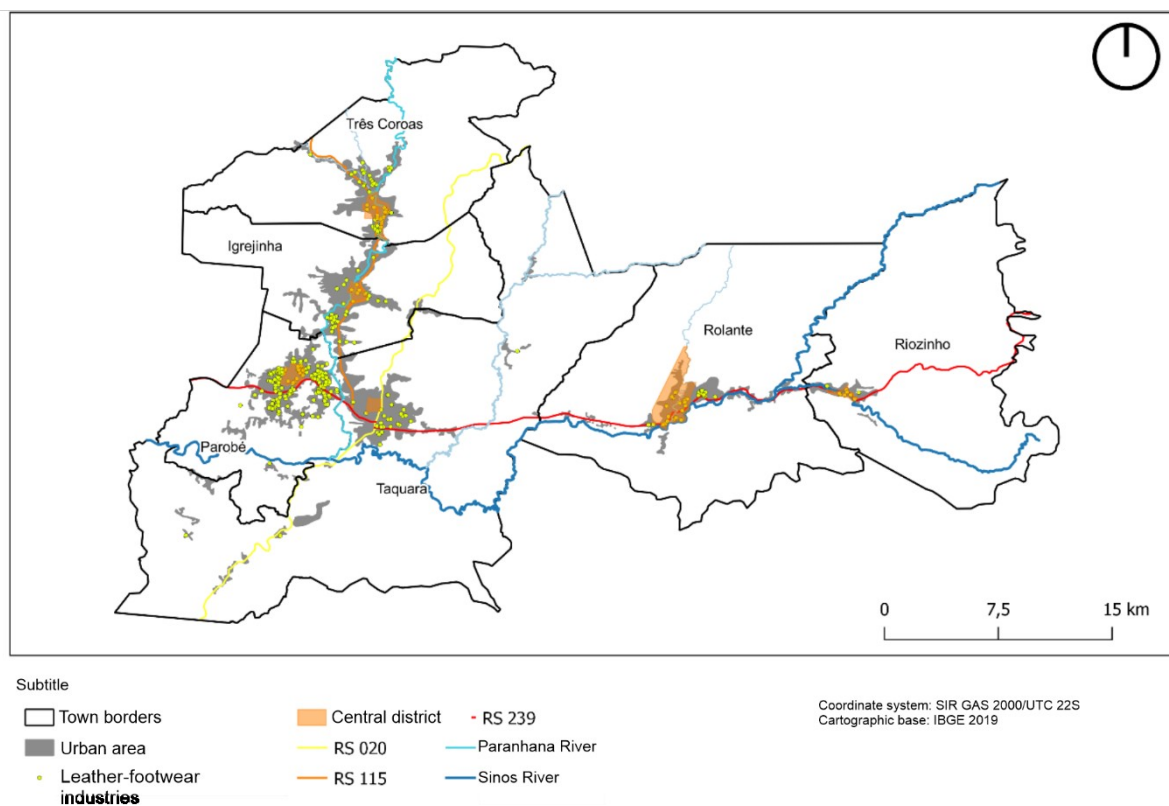 Três Coroas
Igrejinha
Rolante
Riozinho
Parobé
Taquara
0 7,5 15 km
Subtitle
Town borders
Urban area
Leather-footwear
industries
Central district
RS 020
RS 115
RS 239
Paranhana River
Sinos River
Coordinate system: SIR GAS 2000/UTC 22S
Cartographic base: IBGE 2019